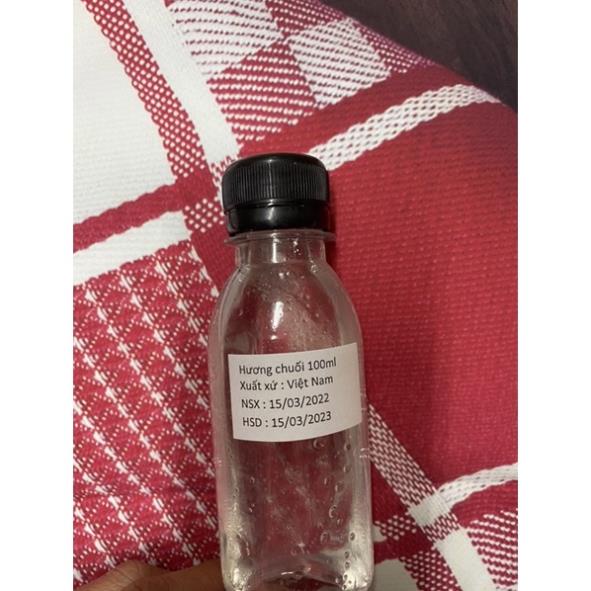 Hương chuối 100ml
Xuất xứ : Việt Nam
NSX : 15/03/2022
HSD : 15/03/2023